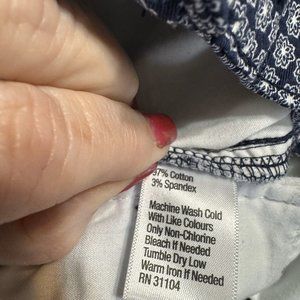 97% Cotton
3% Spandex
Machine Wash Cold
With Like Colours
Only Non-Chlorine
Bleach If Needed
Tumble Dry Low
Warm Iron If Needed
RN 31104